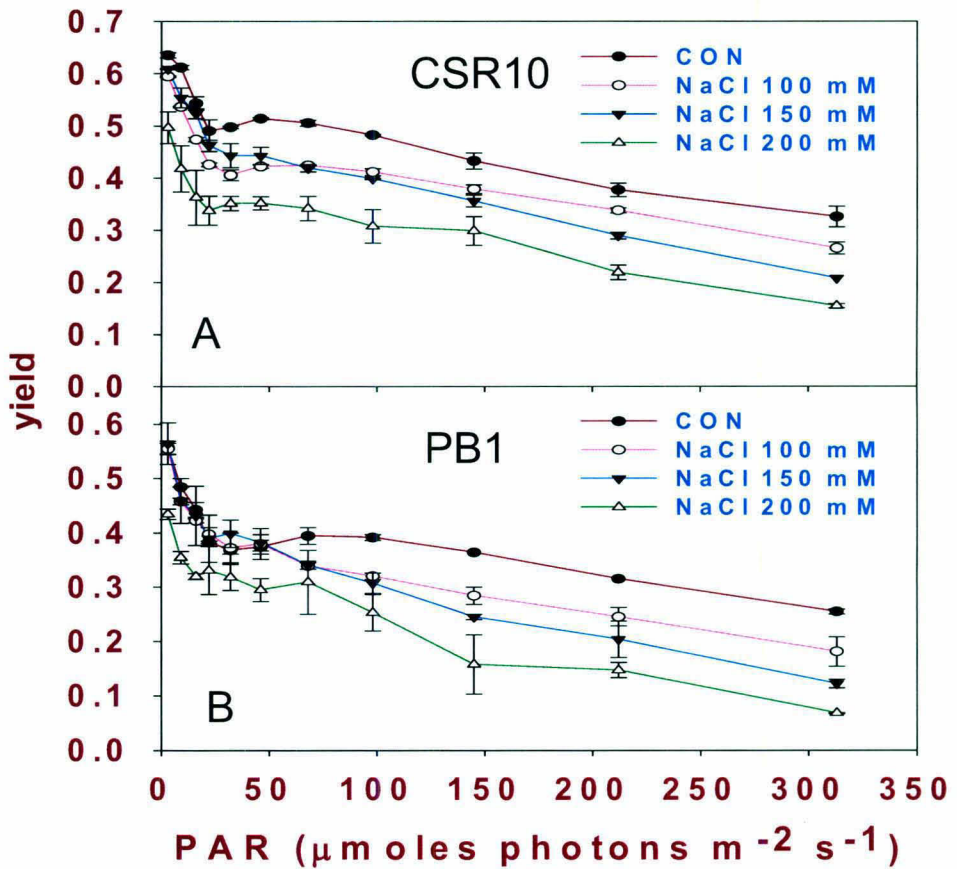 0.7
0.6
0.5
0.4
0.3
0.2
0.1
0.0
CSR10
CON
NaCl 100 mM
NaCl 150 mM
NaCl 200 mM
A
yield
0.6
0.5
0.4
0.3
0.2
0.1
0.0
PB1
CON
NaCl 100 mM
NaCl 150 mM
NaCl 200 mM
B
0 50 100 150 200 250 300 350
PAR (μmoles photons m⁻² s⁻¹)